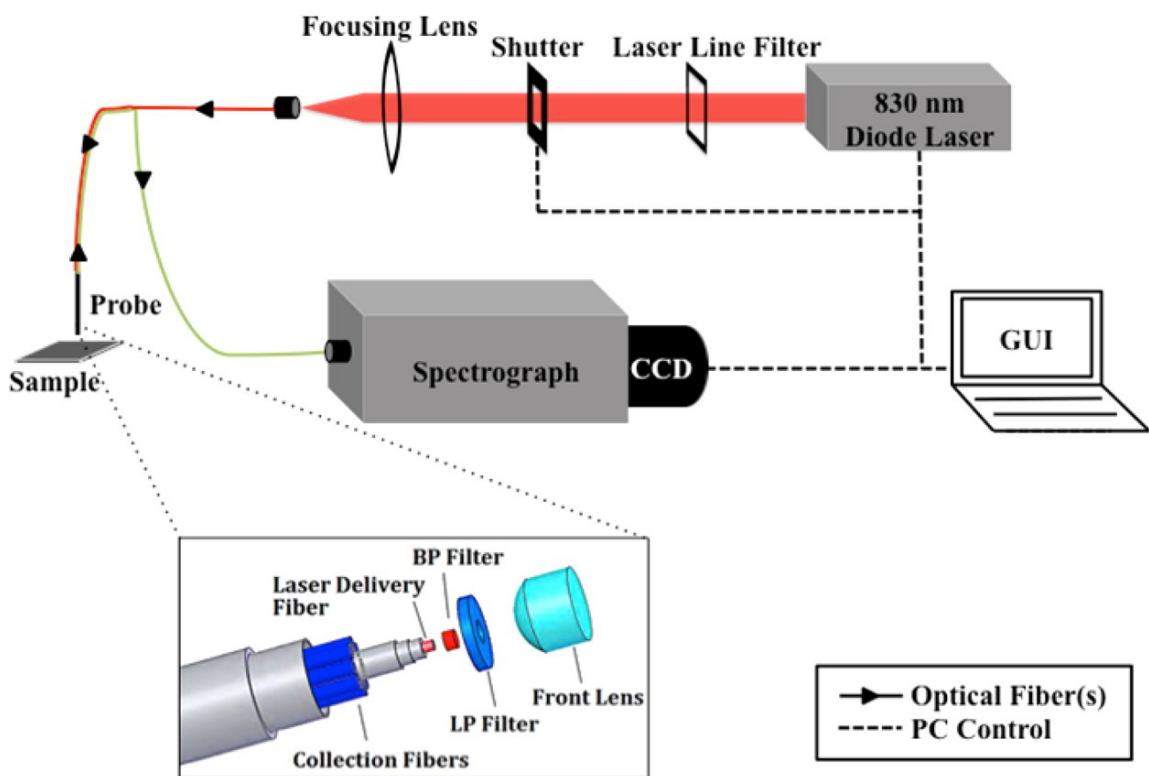 Focusing Lens
Shutter
Laser Line Filter
830 nm
Diode Laser
Probe
Sample
Spectrograph
CCD
GUI
BP Filter
Laser Delivery
Fiber
Front Lens
LP Filter
Collection Fibers
Optical Fiber(s)
PC Control